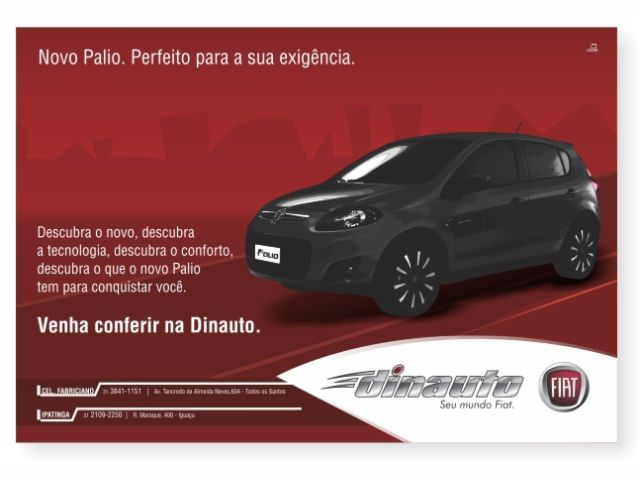 Novo Palio. Perfeito para a sua exigência.
Descubra o novo, descubra
a tecnologia, descubra o conforto,
descubra o que o novo Palio
tem para conquistar você.
PALIO
Venha conferir na Dinauto.
CEL. FABRICIANO 31 3841-1151 | Av. Tancredo de Almeida Neves,604 - Todos os Santos
IPATINGA 31 2109-2250 | R. Maraque, 400 - Iguaçu
dinauto
Seu mundo Fiat.
FIAT